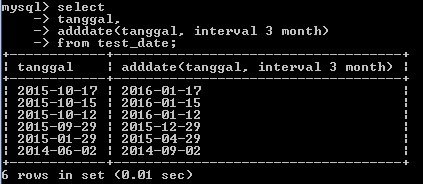 mysql> select
-> tanggal,
-> adddate(tanggal, interval 3 month)
-> from test_date;
+------------+------------------------------------+
| tanggal | adddate(tanggal, interval 3 month) |
+------------+------------------------------------+
| 2015-10-17 | 2016-01-17 |
| 2015-10-15 | 2016-01-15 |
| 2015-10-12 | 2016-01-12 |
| 2015-09-29 | 2015-12-29 |
| 2015-01-29 | 2015-04-29 |
| 2014-06-02 | 2014-09-02 |
+------------+------------------------------------+
6 rows in set (0.01 sec)